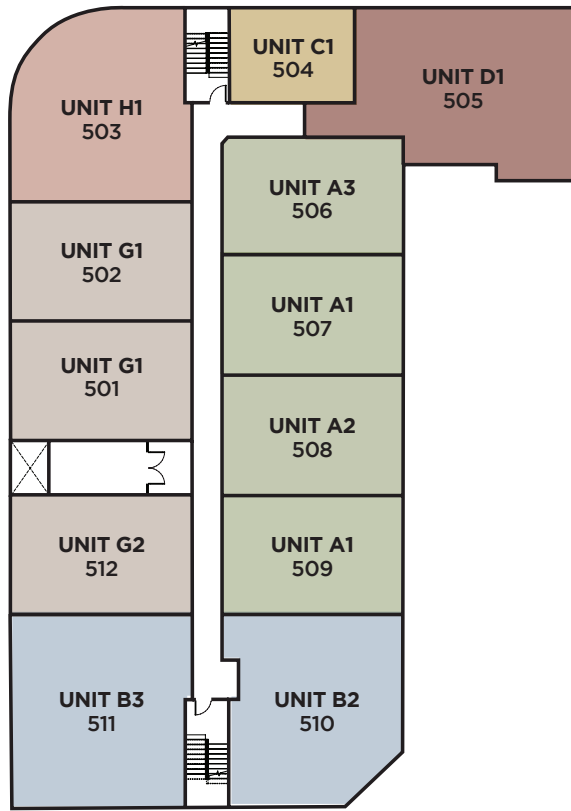 UNIT H1
503
UNIT C1
504
UNIT D1
505
UNIT G1
502
UNIT A3
506
UNIT G1
501
UNIT A1
507
UNIT A2
508
UNIT G2
512
UNIT A1
509
UNIT B3
511
UNIT B2
510